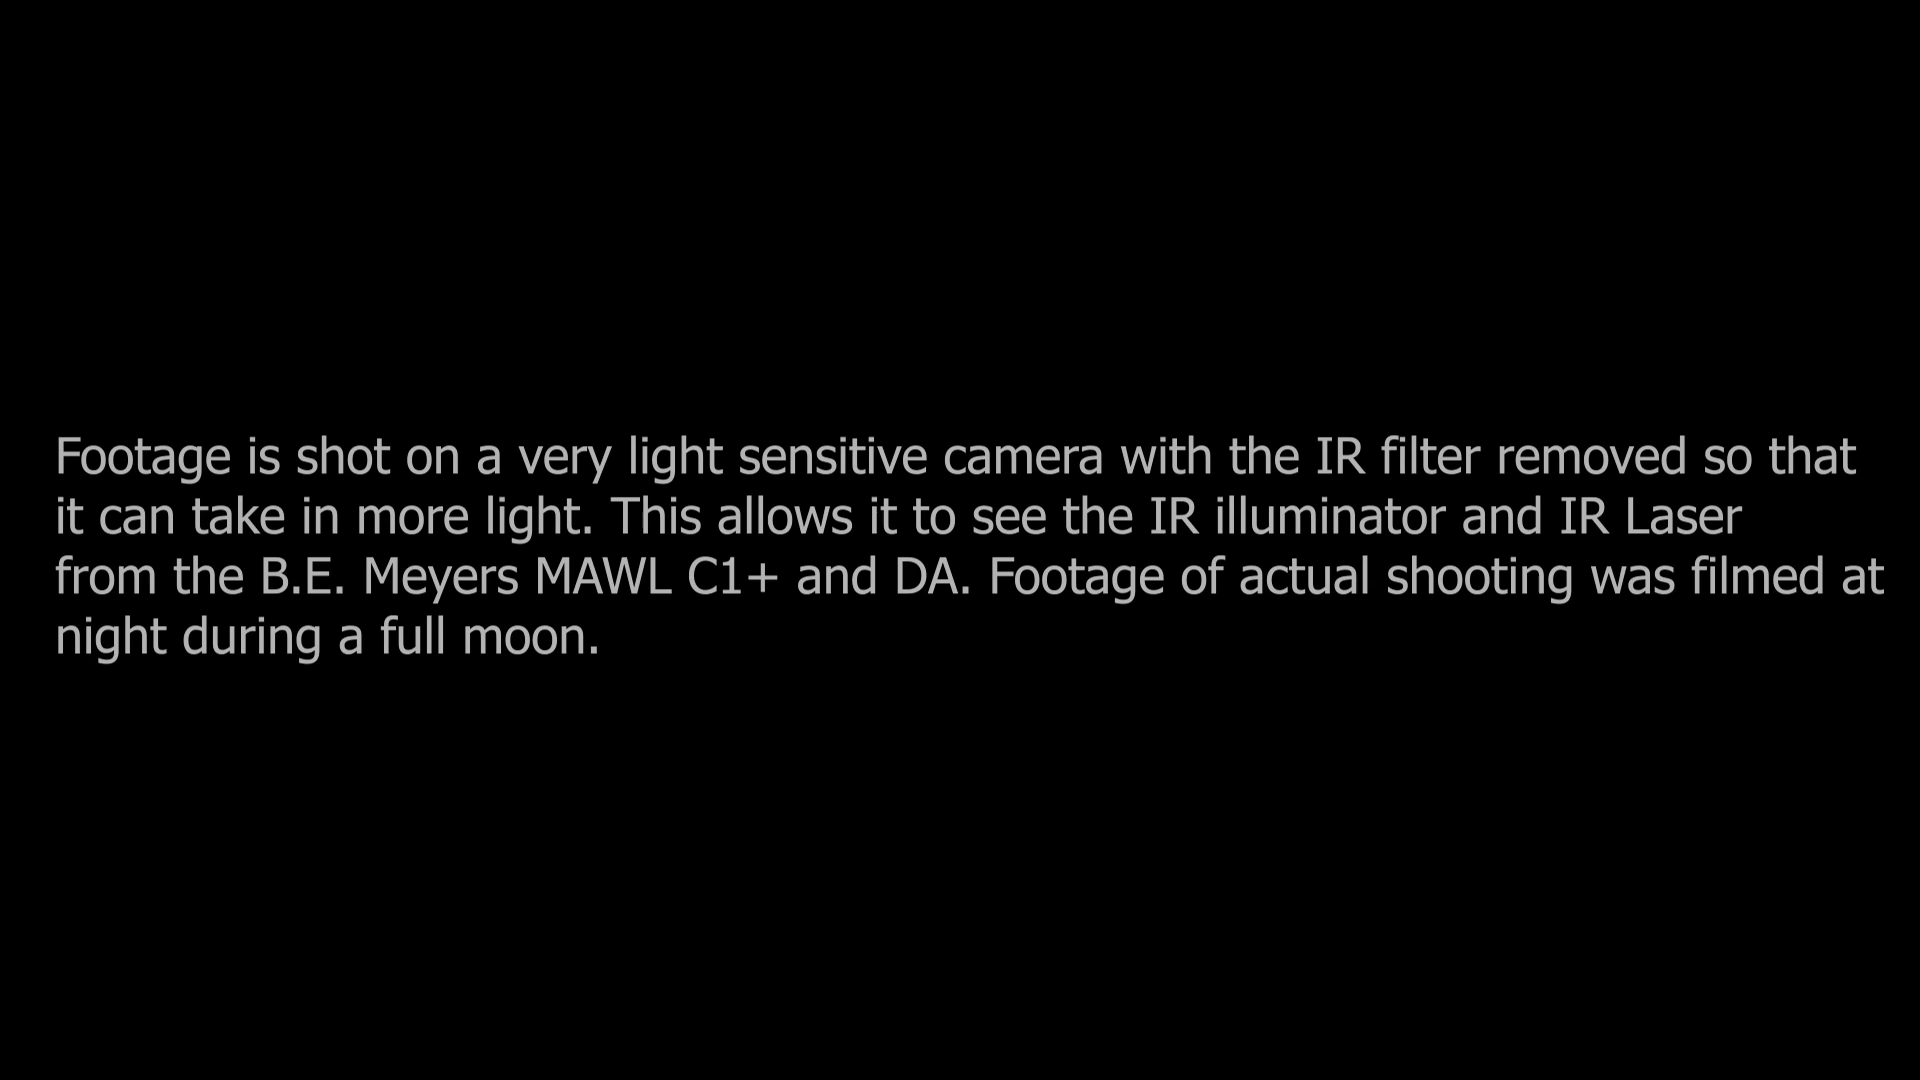 Footage is shot on a very light sensitive camera with the IR filter removed so that
it can take in more light. This allows it to see the IR illuminator and IR Laser
from the B.E. Meyers MAWL C1+ and DA. Footage of actual shooting was filmed at
night during a full moon.